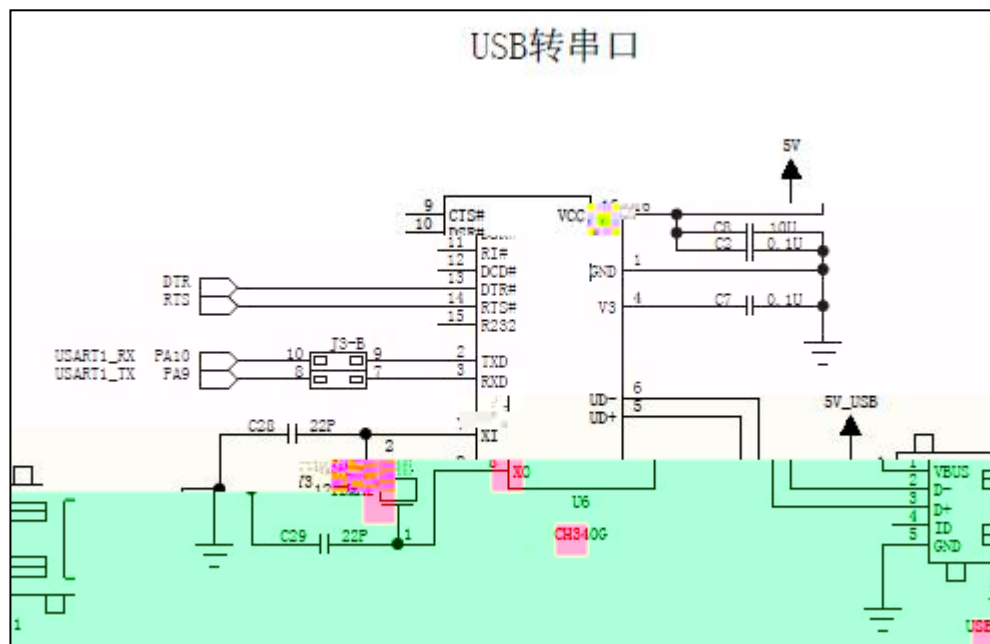 USB转串口
5V
9 CTS#
10
VCC
C8 10U
11
C2 0.1U
RI#
12 DCD#
GND 1
DTR 13 DTR#
RTS 14 RTS#
V3 4 C7 0.1U
15 R232
J3-B
USART1_RX PA10 10 9 2 TXD
USART1_TX PA9 8 7 3 RXD
UD- 6
UD+ 5
5V_USB
C28 22P
XI
2
XO
1 VBUS
2 D-
3 D+
4 ID
5 GND
U6
C29 22P 1
CH340G
1
USB